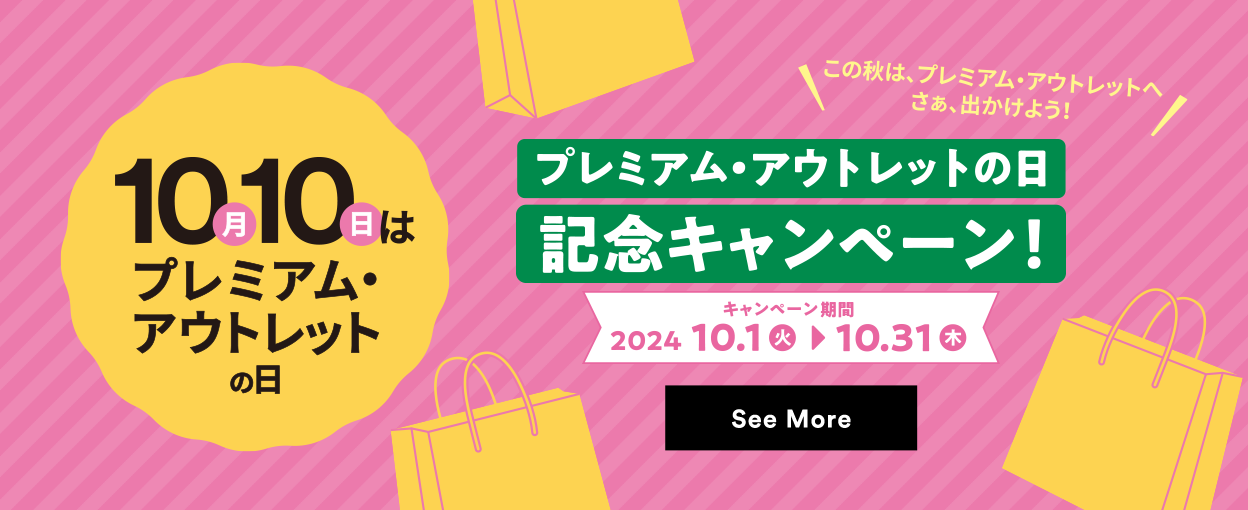 10月10日は
プレミアム・
アウトレット
の日
この秋は、プレミアム・アウトレットへ
さぁ、出かけよう!
プレミアム・アウトレットの日
記念キャンペーン!
キャンペーン期間
2024 10.1火 ▶ 10.31木
See More